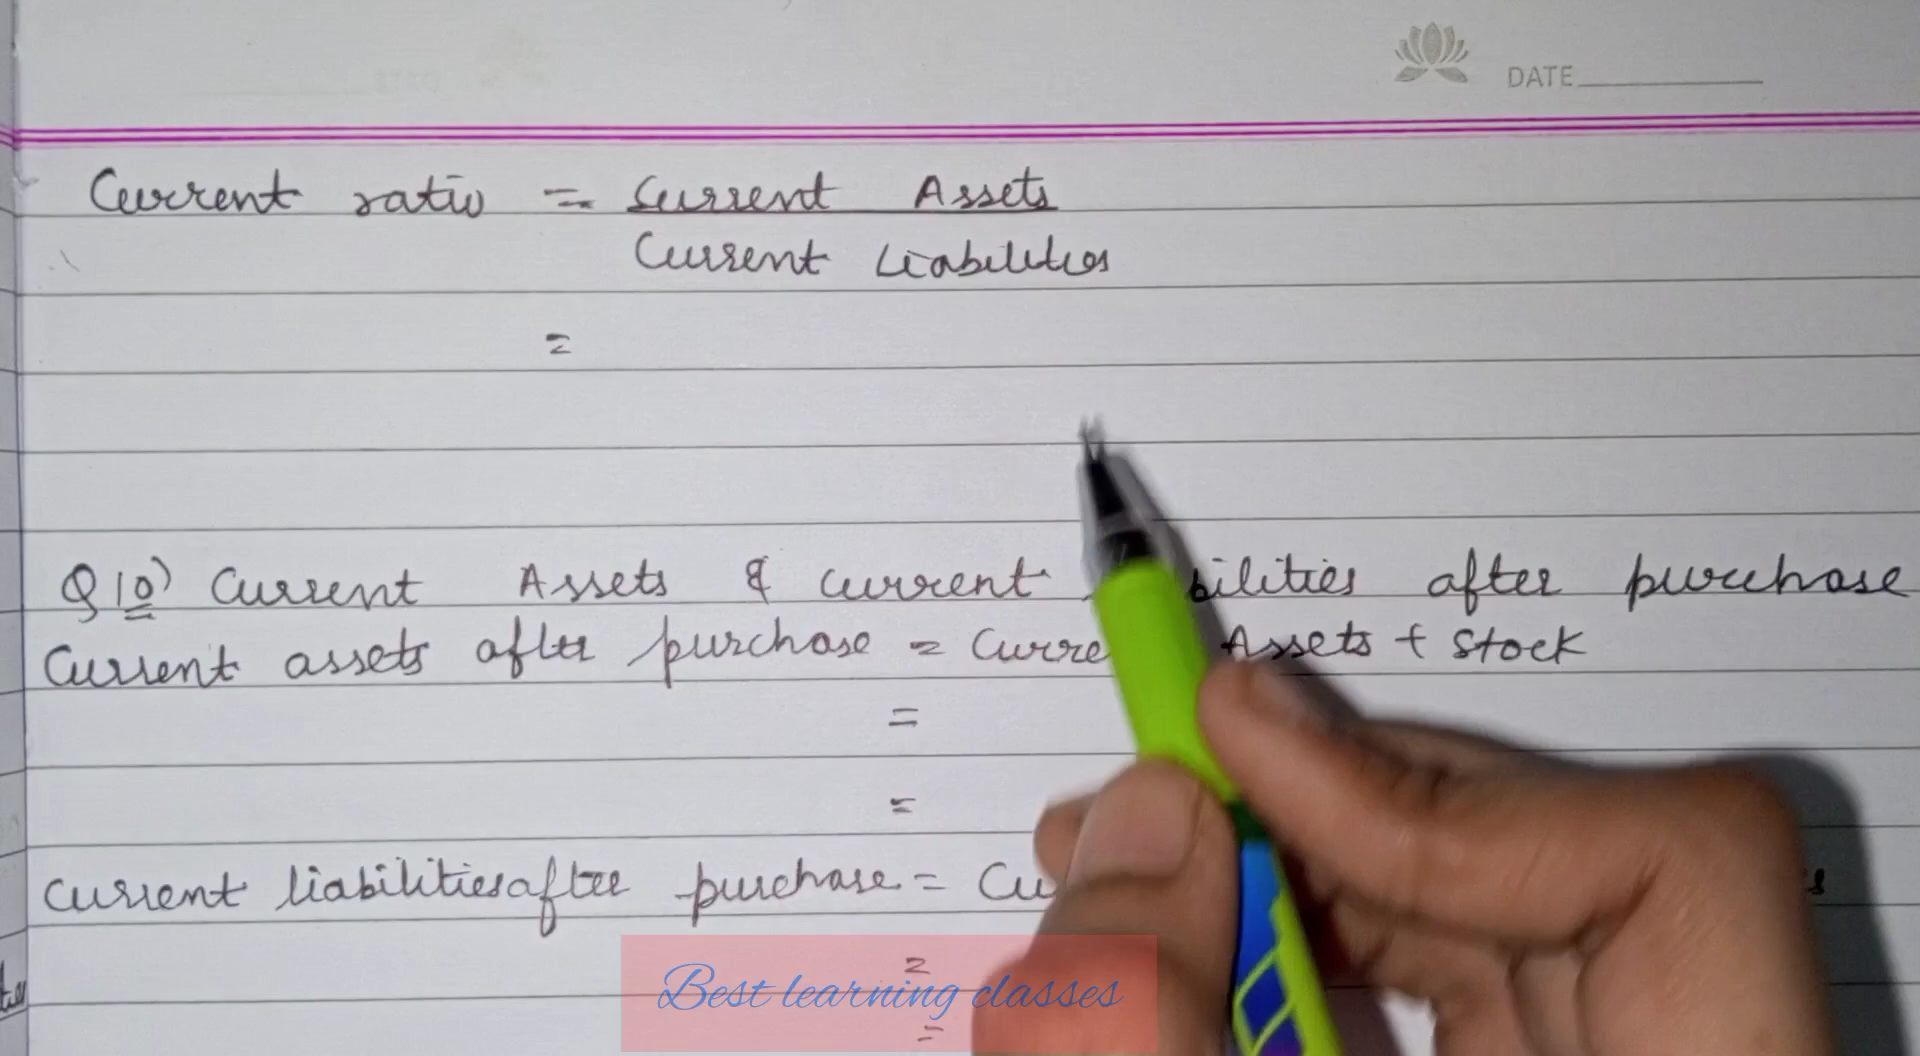 DATE
Current ratio = Current Assets
Current Liabilities
=
Q10) Current Assets & current bilities after purchase
Current assets after purchase = Curre Assets + Stock
=
=
Current liabilities after purchase = Cu s
=
=
Best learning classes